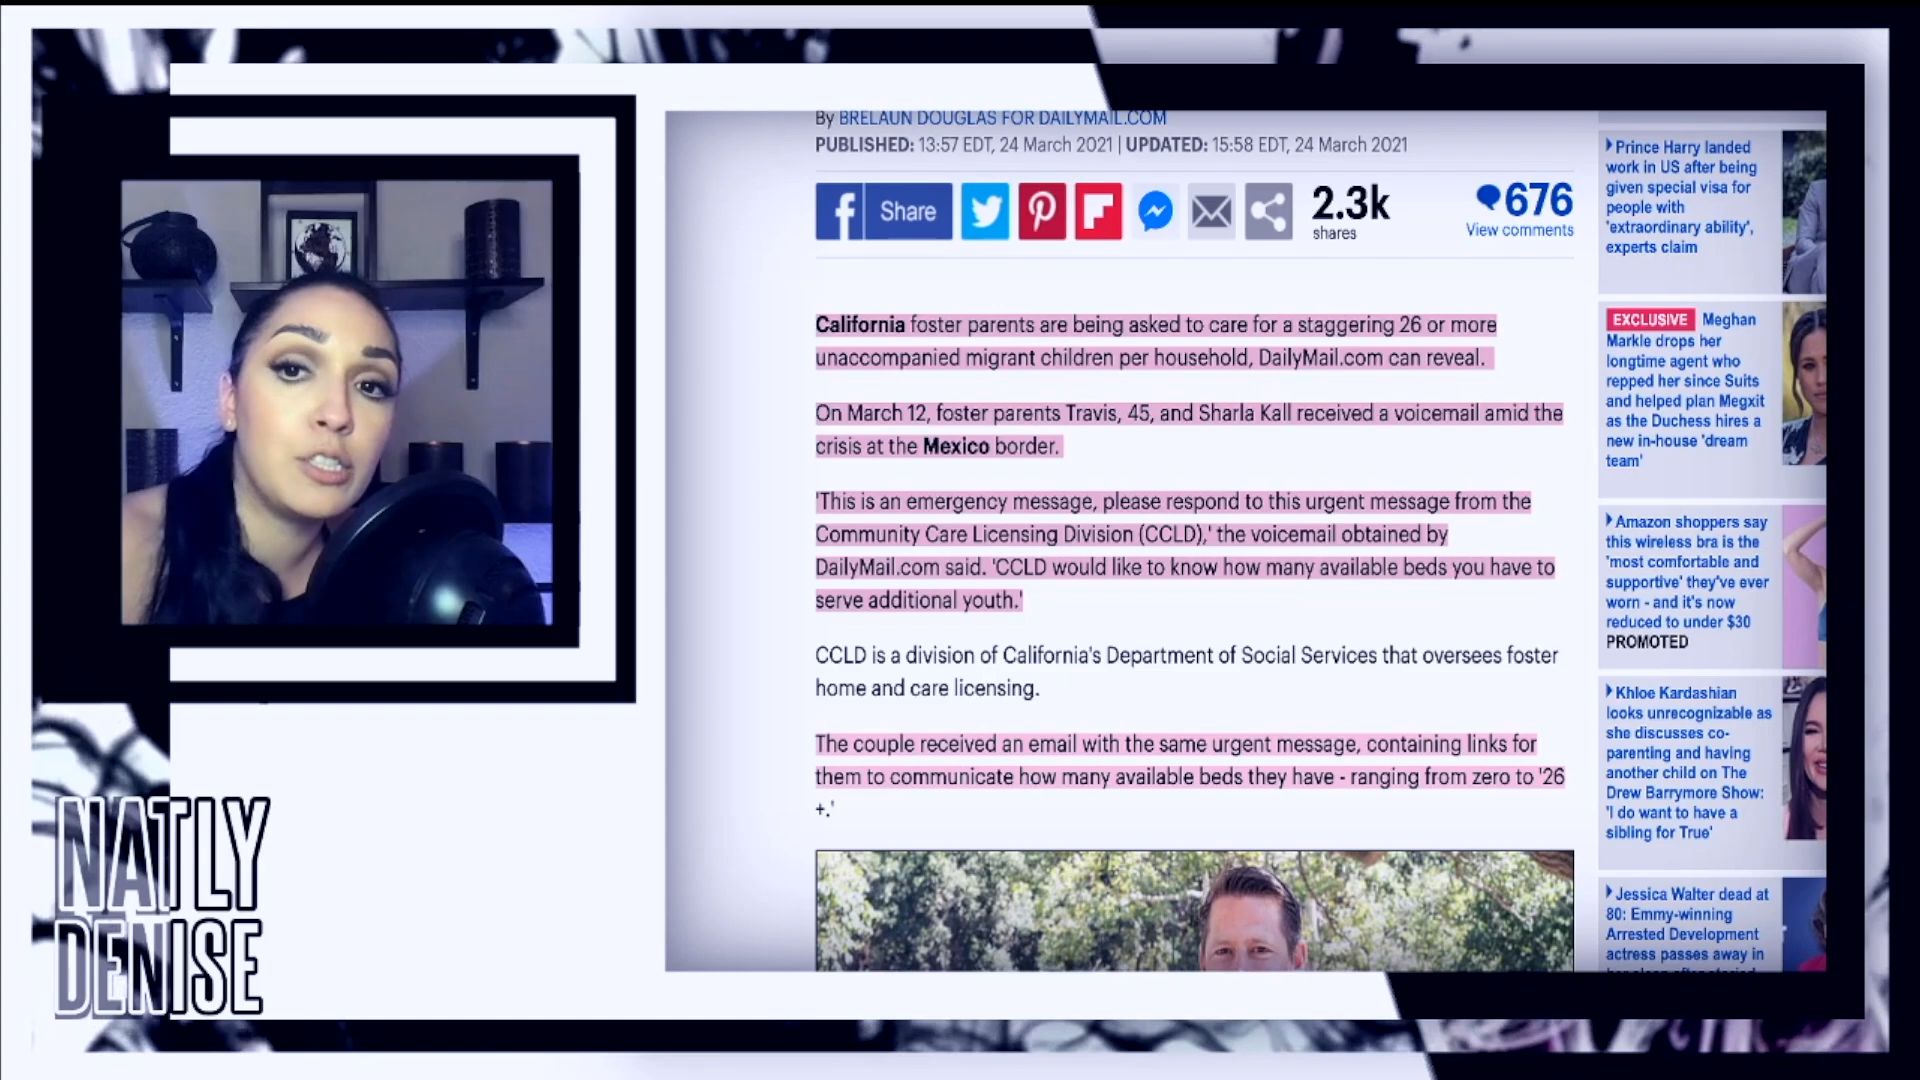 By BRELAUN DOUGLAS FOR DAILYMAIL.COM
PUBLISHED: 13:57 EDT, 24 March 2021 | UPDATED: 15:58 EDT, 24 March 2021
Share
2.3k
shares
676
View comments
California foster parents are being asked to care for a staggering 26 or more
unaccompanied migrant children per household, DailyMail.com can reveal.
On March 12, foster parents Travis, 45, and Sharla Kall received a voicemail amid the
crisis at the Mexico border.
'This is an emergency message, please respond to this urgent message from the
Community Care Licensing Division (CCLD),' the voicemail obtained by
DailyMail.com said. 'CCLD would like to know how many available beds you have to
serve additional youth.'
CCLD is a division of California's Department of Social Services that oversees foster
home and care licensing.
The couple received an email with the same urgent message, containing links for
them to communicate how many available beds they have - ranging from zero to '26
+.'
Prince Harry landed
work in US after being
given special visa for
people with
'extraordinary ability',
experts claim
EXCLUSIVE Meghan
Markle drops her
longtime agent who
repped her since Suits
and helped plan Megxit
as the Duchess hires a
new in-house 'dream
team'
Amazon shoppers say
this wireless bra is the
'most comfortable and
supportive' they've ever
worn - and it's now
reduced to under $30
PROMOTED
Khloe Kardashian
looks unrecognizable as
she discusses co-
parenting and having
another child on The
Drew Barrymore Show:
'I do want to have a
sibling for True'
Jessica Walter dead at
80: Emmy-winning
Arrested Development
actress passes away in
NATLY
DENISE